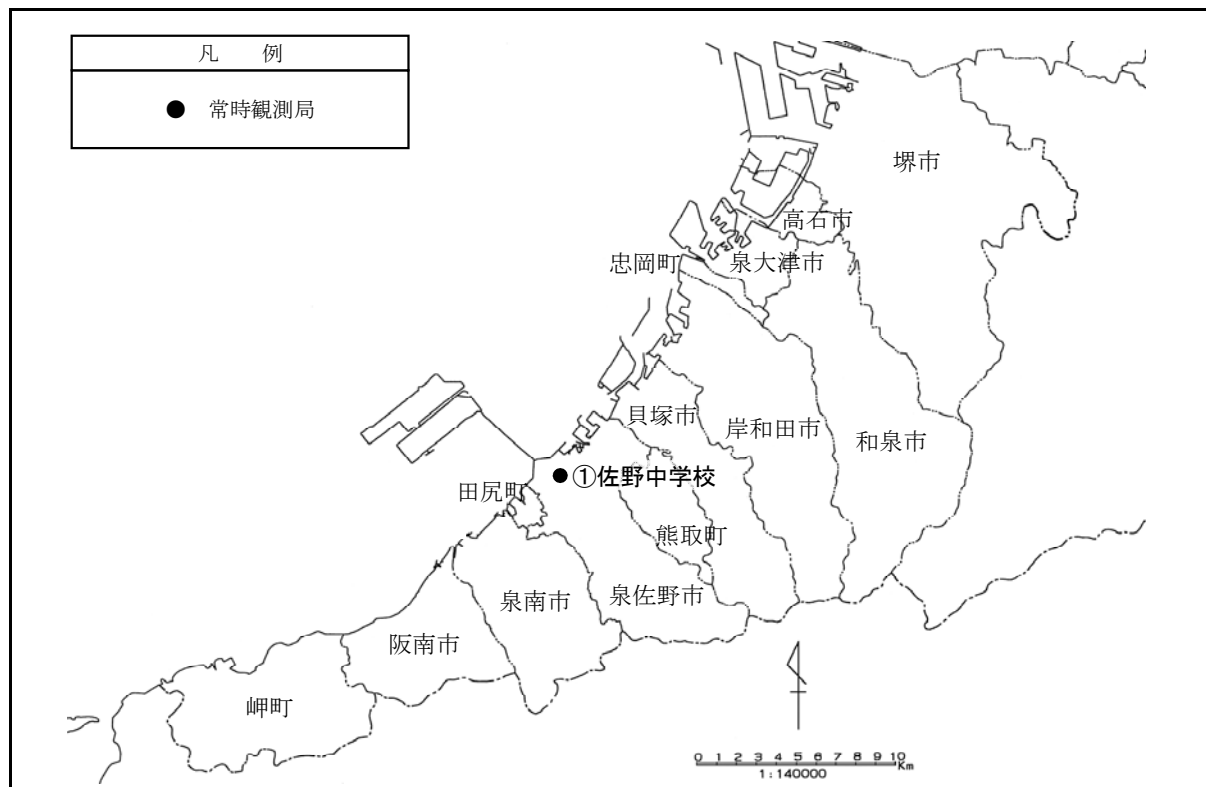 凡　例
● 常時観測局
堺市
高石市
泉大津市
忠岡町
貝塚市
岸和田市
和泉市
①佐野中学校
田尻町
熊取町
泉南市
泉佐野市
阪南市
岬町
0 1 2 3 4 5 6 7 8 9 10 Km
1:140000